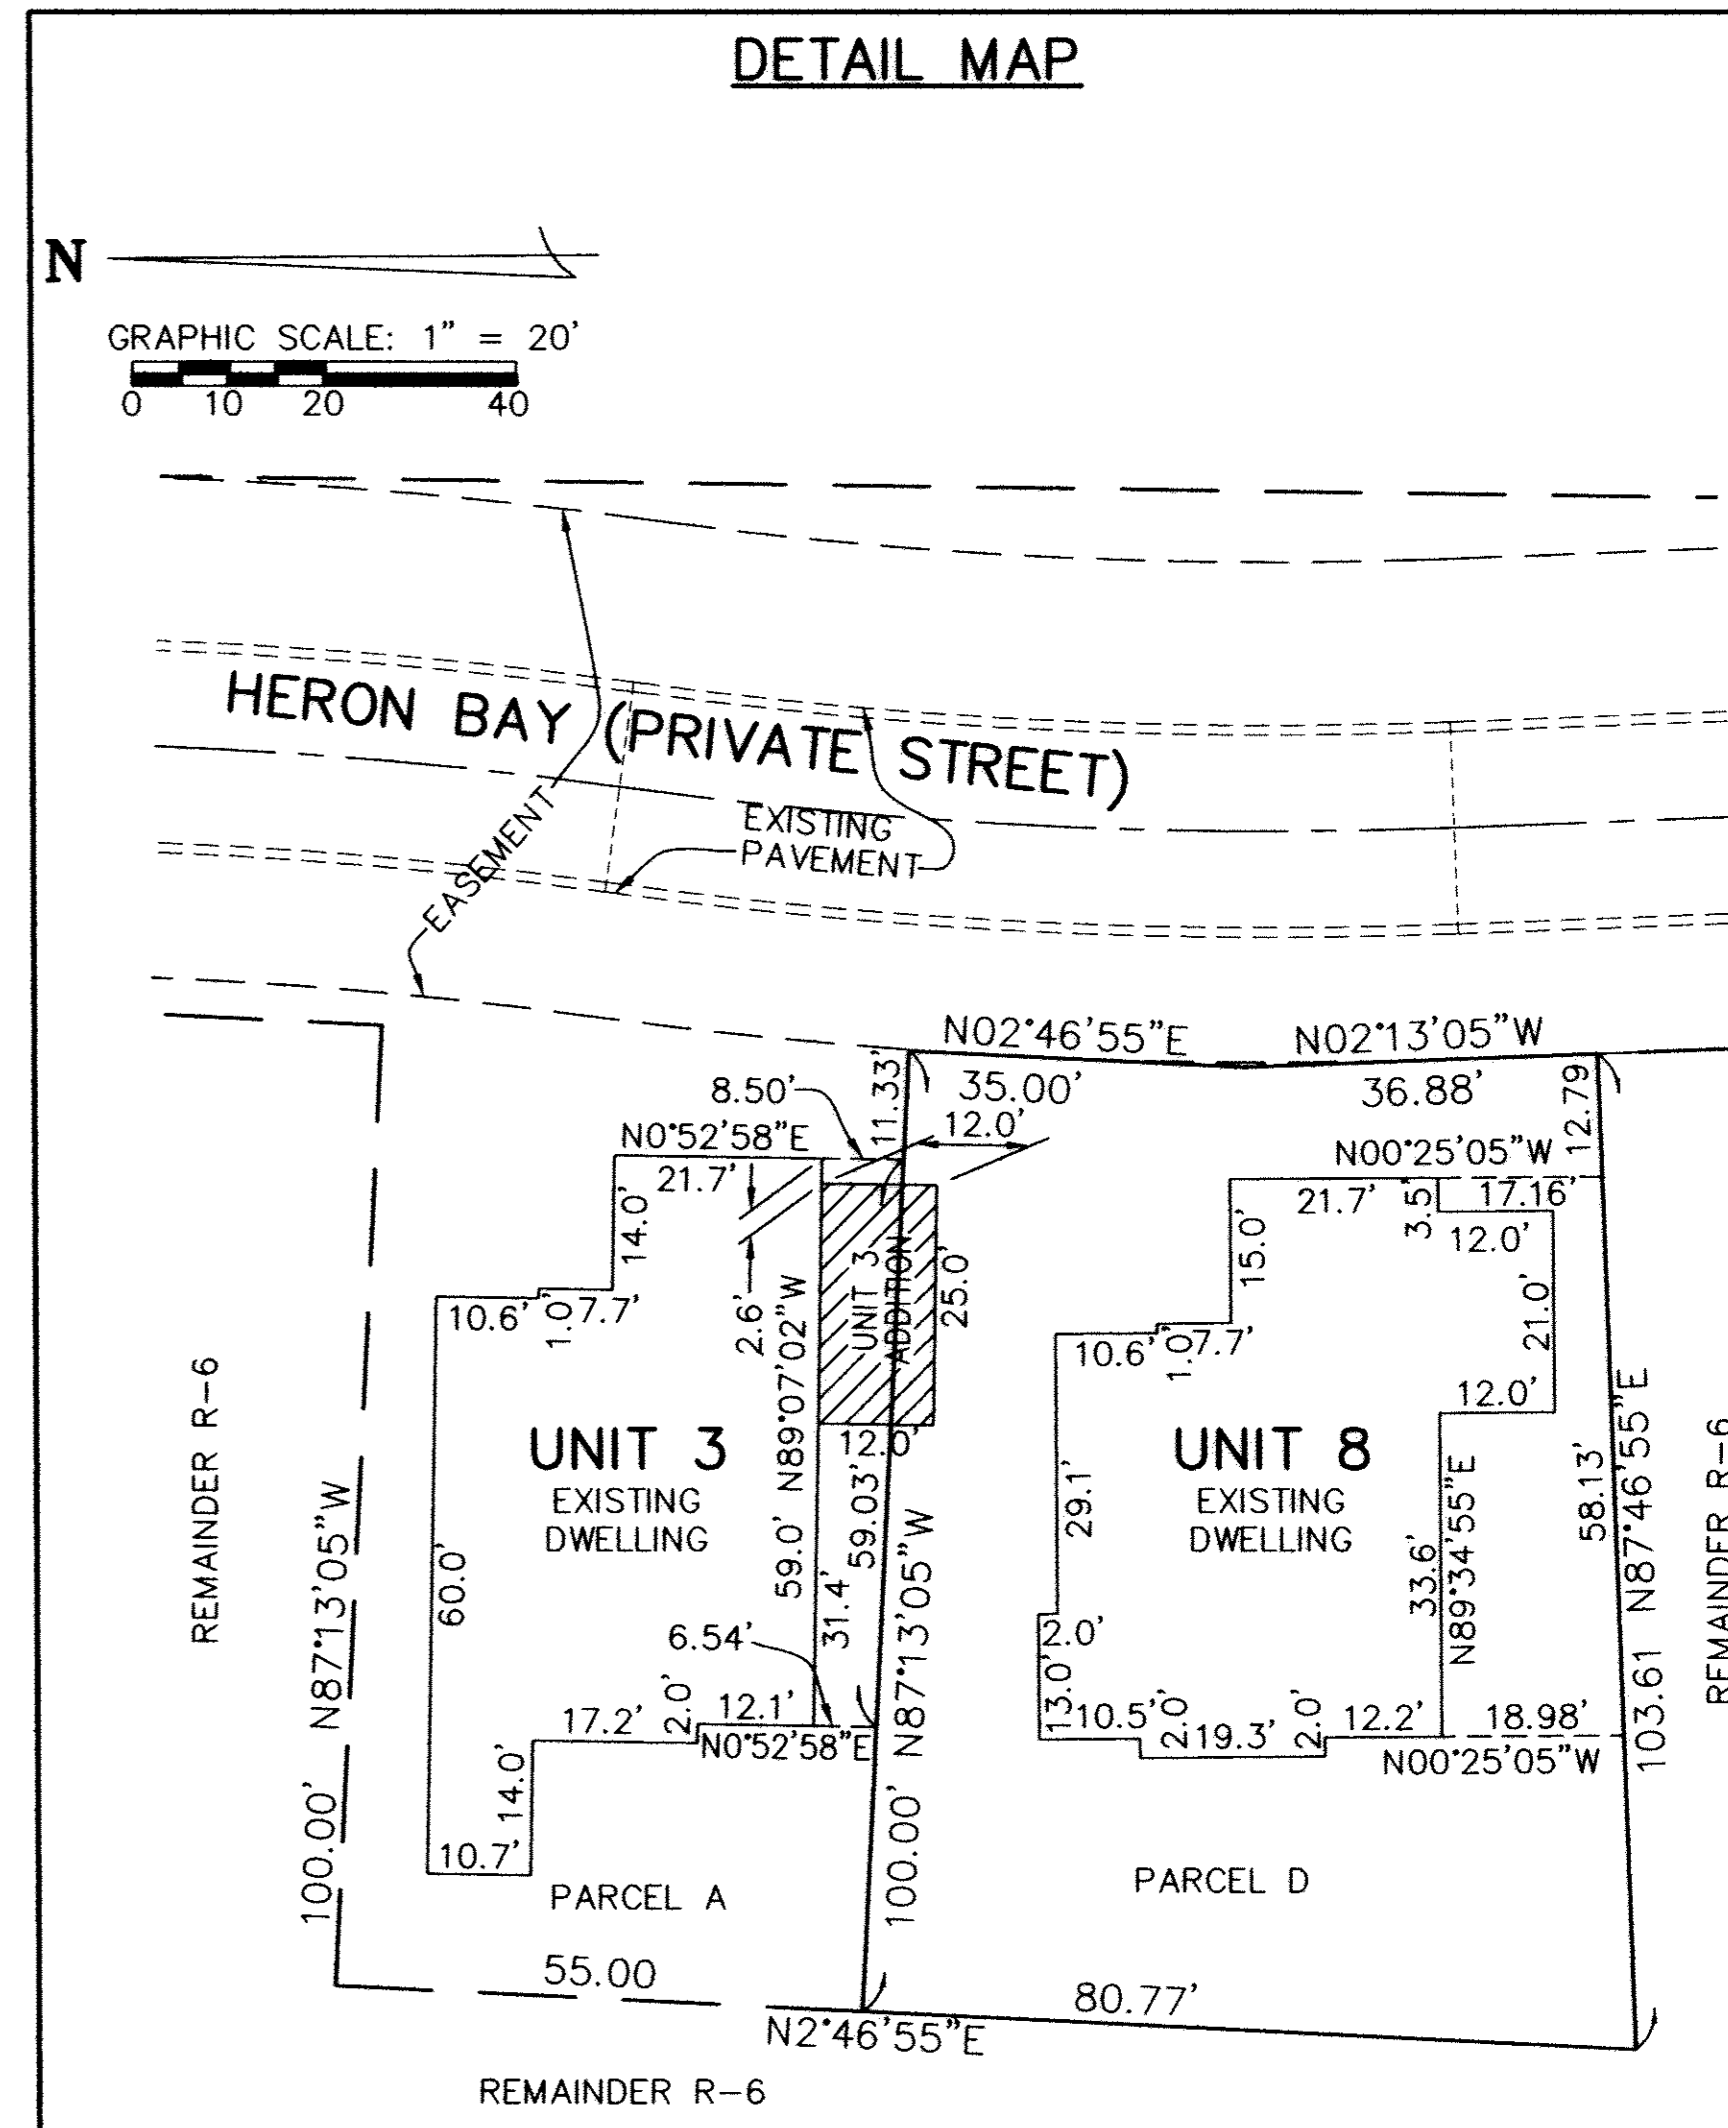 DETAIL MAP
N
GRAPHIC SCALE: 1" = 20'
0 10 20 40
HERON BAY (PRIVATE STREET)
EXISTING
PAVEMENT
EASEMENT
N02°46'55"E
N02°13'05"W
35.00'
36.88'
11.33'
12.79
8.50'
12.0'
N0°52'58"E
21.7'
N00°25'05"W
21.7'
17.16'
3.5'
12.0'
14.0'
2.6'
15.0'
10.6'
1.0'
7.7'
UNIT 3
ADDITION
25.0'
21.0'
10.6'
1.0'
7.7'
12.0'
12.0'
59.0' N89°07'02"W
59.03'
UNIT 3
EXISTING
DWELLING
UNIT 8
EXISTING
DWELLING
REMAINDER R-6
100.00' N87°13'05"W
60.0'
31.4'
29.1'
33.6'
N89°34'55"E
58.13'
103.61 N87°46'55"E
REMAINDER R-6
100.00' N87°13'05"W
6.54'
2.0'
13.0'
17.2'
2.0'
12.1'
N0°52'58"E
10.5'
2.0'
19.3'
2.0'
12.2'
18.98'
N00°25'05"W
14.0'
10.7'
PARCEL A
PARCEL D
55.00
80.77'
N2°46'55"E
REMAINDER R-6